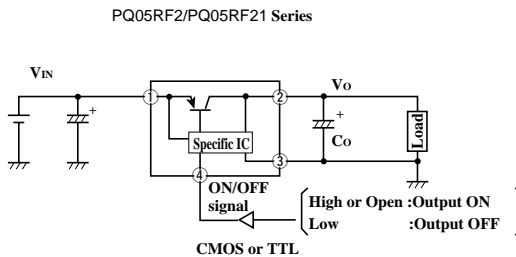 PQ05RF2/PQ05RF21 Series
VIN
1
2
VO
+
+
Specific IC
CO
Load
3
4
ON/OFF
signal
High or Open :Output ON
Low :Output OFF
CMOS or TTL